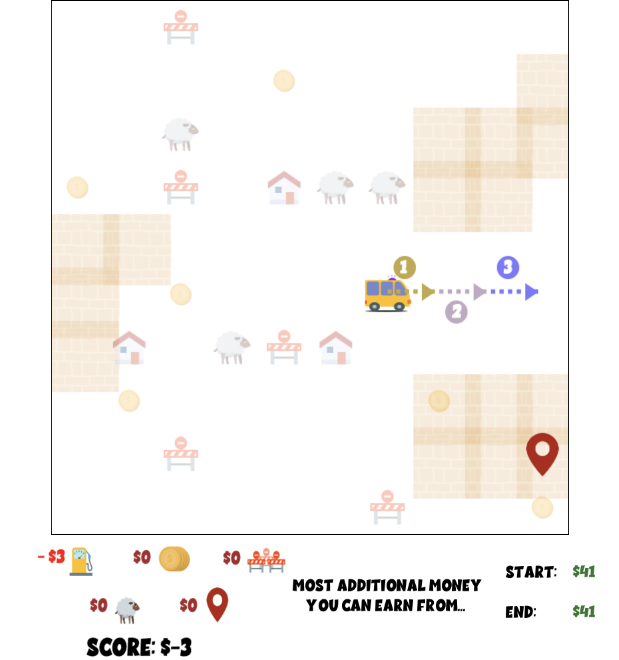 1
3
2
- $3
$0
$0
$0
$0
MOST ADDITIONAL MONEY
YOU CAN EARN FROM...
START: $41
END: $41
SCORE: $-3